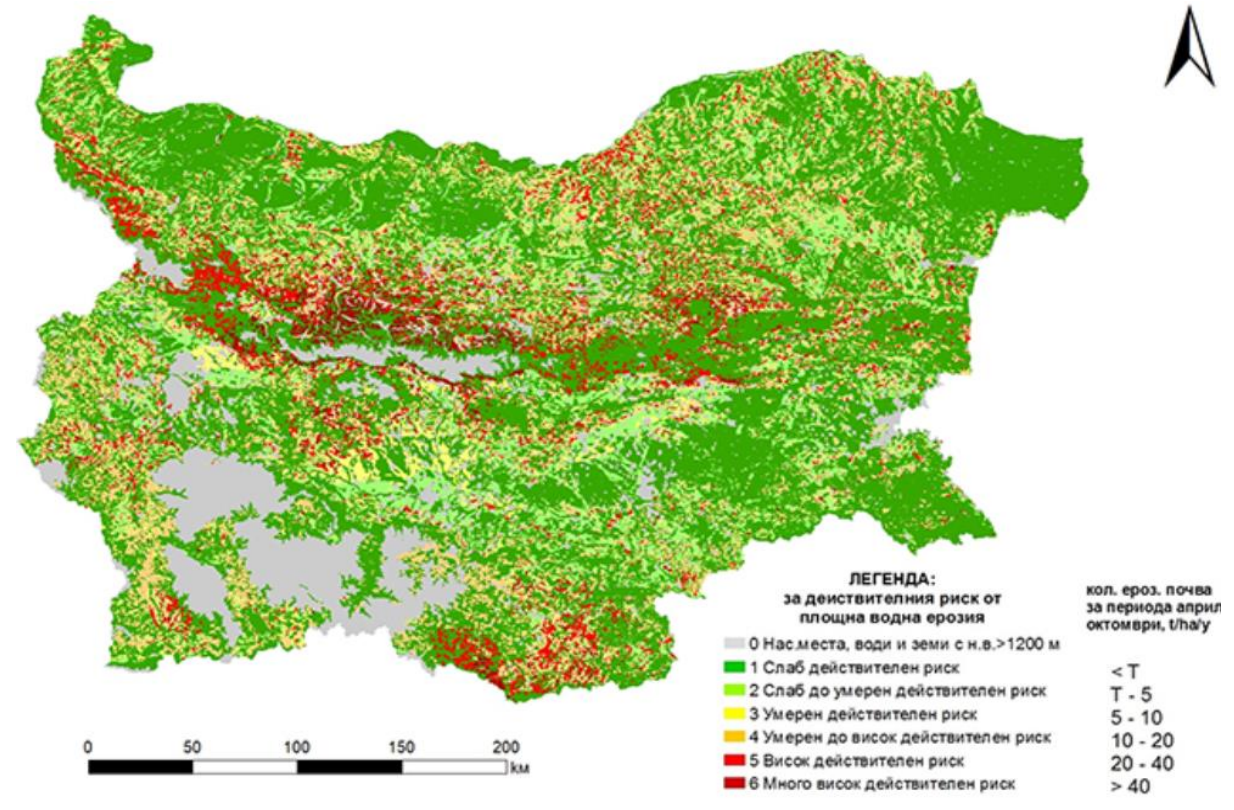 ЛЕГЕНДА:
за действителния риск от
площна водна ерозия
кол. ероз. почва
за периода април
октомври, t/ha/y
0 Нас.места, води и земи с н.в.>1200 м
1 Слаб действителен риск
< T
2 Слаб до умерен действителен риск
T - 5
3 Умерен действителен риск
5 - 10
4 Умерен до висок действителен риск
10 - 20
5 Висок действителен риск
20 - 40
6 Много висок действителен риск
> 40
0 50 100 150 200
км